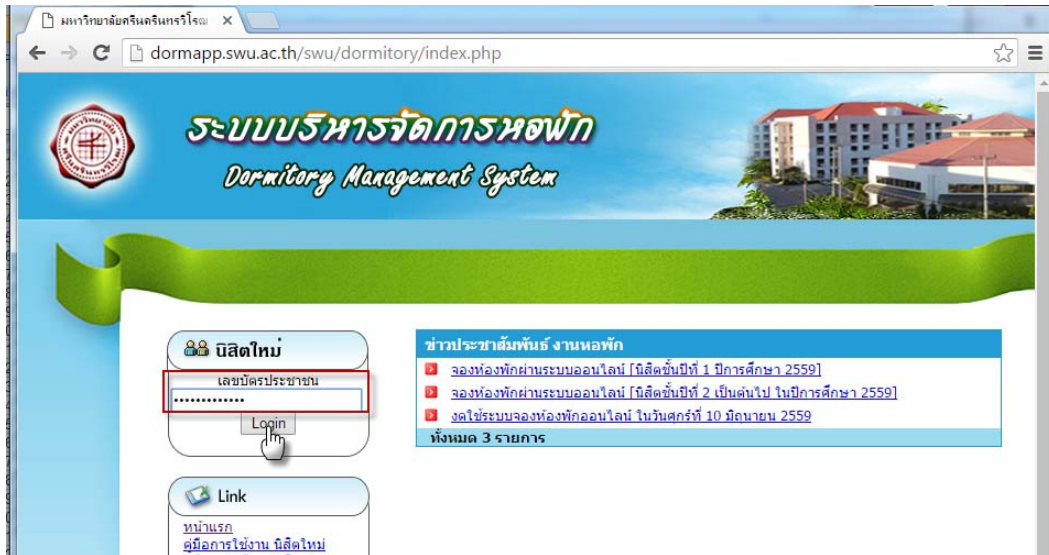 มหาวิทยาลัยศรีนครินทรวิโรฒ
dormapp.swu.ac.th/swu/dormitory/index.php
ระบบบริหารจัดการหอพัก
Dormitory Management System
นิสิตใหม่
เลขบัตรประชาชน
•••••••••••••
Login
Link
หน้าแรก
คู่มือการใช้งาน นิสิตใหม่
ข่าวประชาสัมพันธ์ งานหอพัก
จองห้องพักผ่านระบบออนไลน์ [นิสิตชั้นปีที่ 1 ปีการศึกษา 2559]
จองห้องพักผ่านระบบออนไลน์ [นิสิตชั้นปีที่ 2 เป็นต้นไป ในปีการศึกษา 2559]
งดใช้ระบบจองห้องพักออนไลน์ ในวันศุกร์ที่ 10 มิถุนายน 2559
ทั้งหมด 3 รายการ